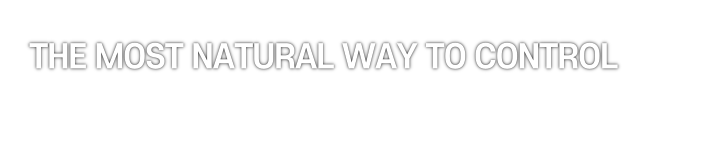 THE MOST NATURAL WAY TO CONTROL